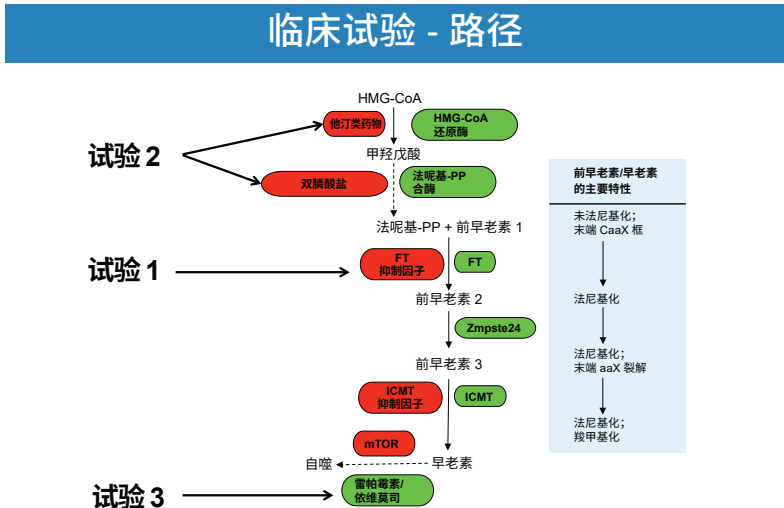 临床试验 - 路径
HMG-CoA
他汀类药物
HMG-CoA
还原酶
试验 2
甲羟戊酸
双膦酸盐
法呢基-PP
合酶
法呢基-PP + 前早老素 1
试验 1
FT
抑制因子
FT
前早老素 2
Zmpste24
前早老素 3
ICMT
抑制因子
ICMT
mTOR
自噬
早老素
试验 3
雷帕霉素/
依维莫司
前早老素/早老素
的主要特性
未法尼基化；
末端 CaaX 框
法尼基化
法尼基化；
末端 aaX 裂解
法尼基化；
羧甲基化